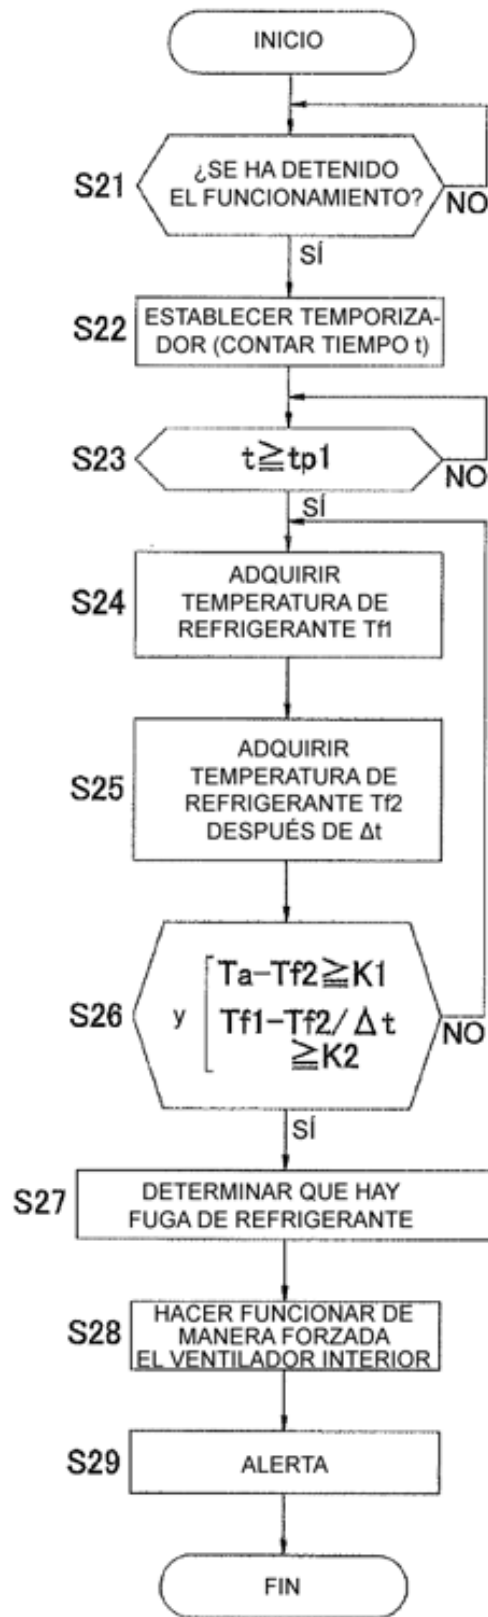 INICIO
S21
¿SE HA DETENIDO
EL FUNCIONAMIENTO?
NO
SÍ
S22
ESTABLECER TEMPORIZA-
DOR (CONTAR TIEMPO t)
S23
t≧tp1
NO
SÍ
S24
ADQUIRIR
TEMPERATURA DE
REFRIGERANTE Tf1
S25
ADQUIRIR
TEMPERATURA DE
REFRIGERANTE Tf2
DESPUÉS DE Δt
S26
y
Ta-Tf2≧K1
Tf1-Tf2/Δt
≧K2
NO
SÍ
S27
DETERMINAR QUE HAY
FUGA DE REFRIGERANTE
S28
HACER FUNCIONAR DE
MANERA FORZADA
EL VENTILADOR INTERIOR
S29
ALERTA
FIN